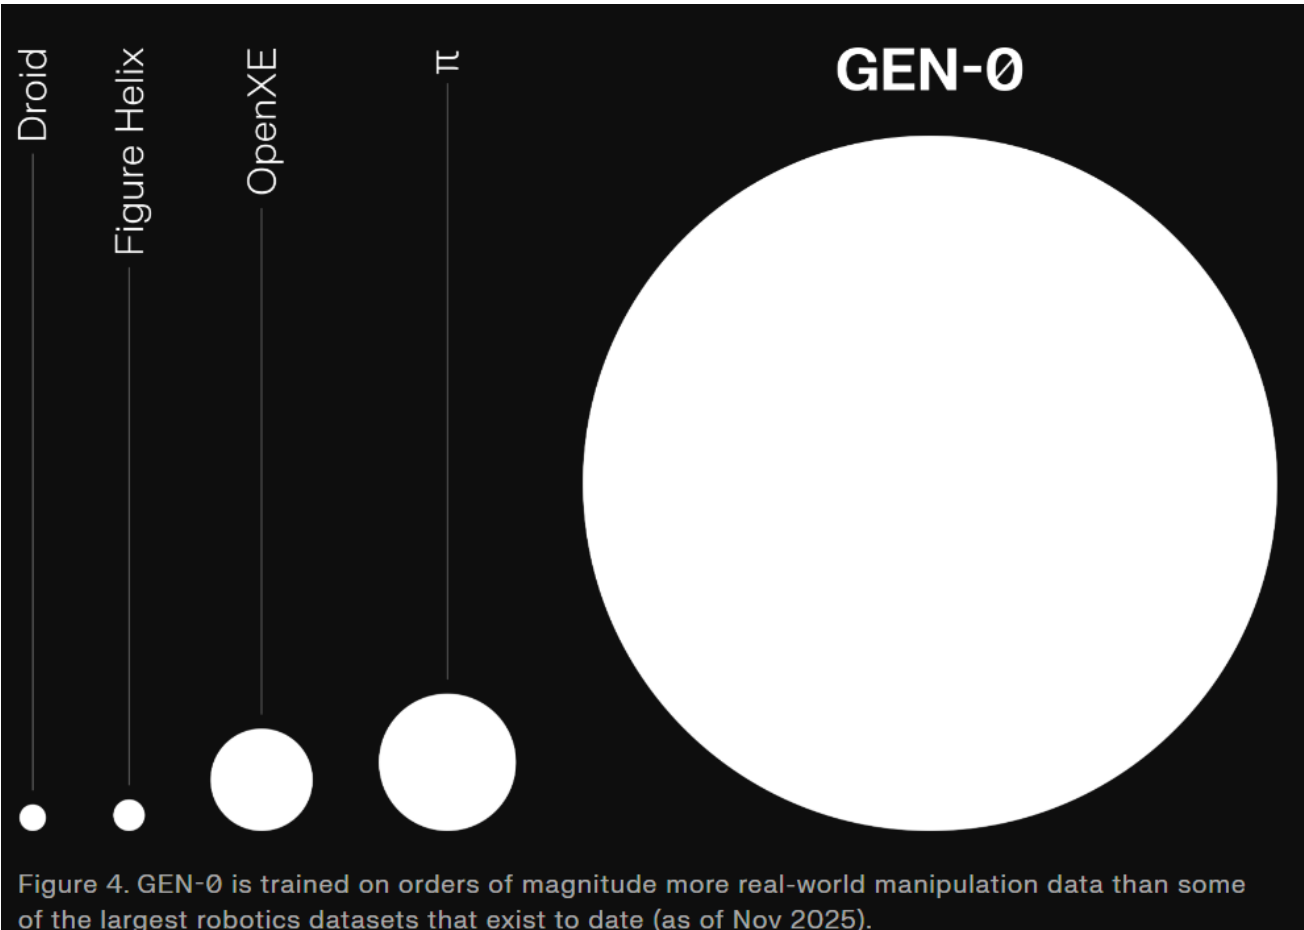 Droid
Figure Helix
OpenXE
π
GEN-0
Figure 4. GEN-0 is trained on orders of magnitude more real-world manipulation data than some
of the largest robotics datasets that exist to date (as of Nov 2025).